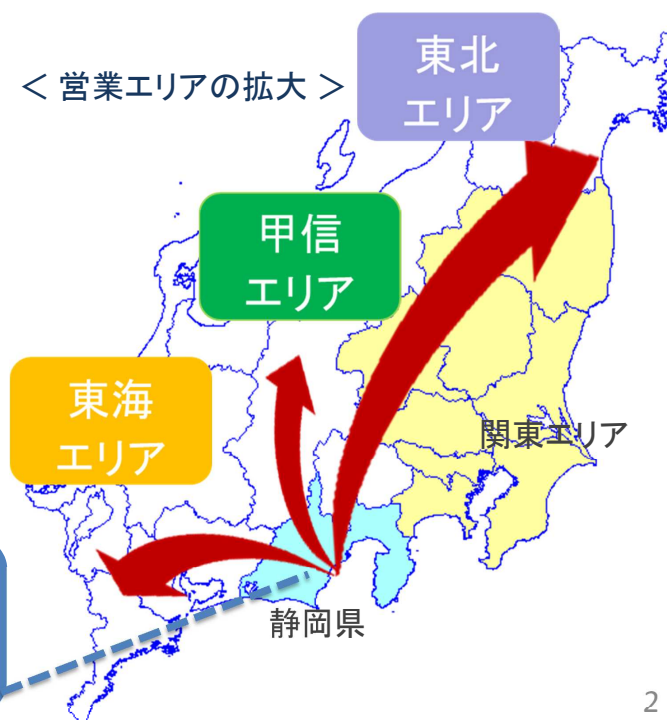 ＜ 営業エリアの拡大 ＞
東北
エリア
甲信
エリア
東海
エリア
関東エリア
静岡県
2